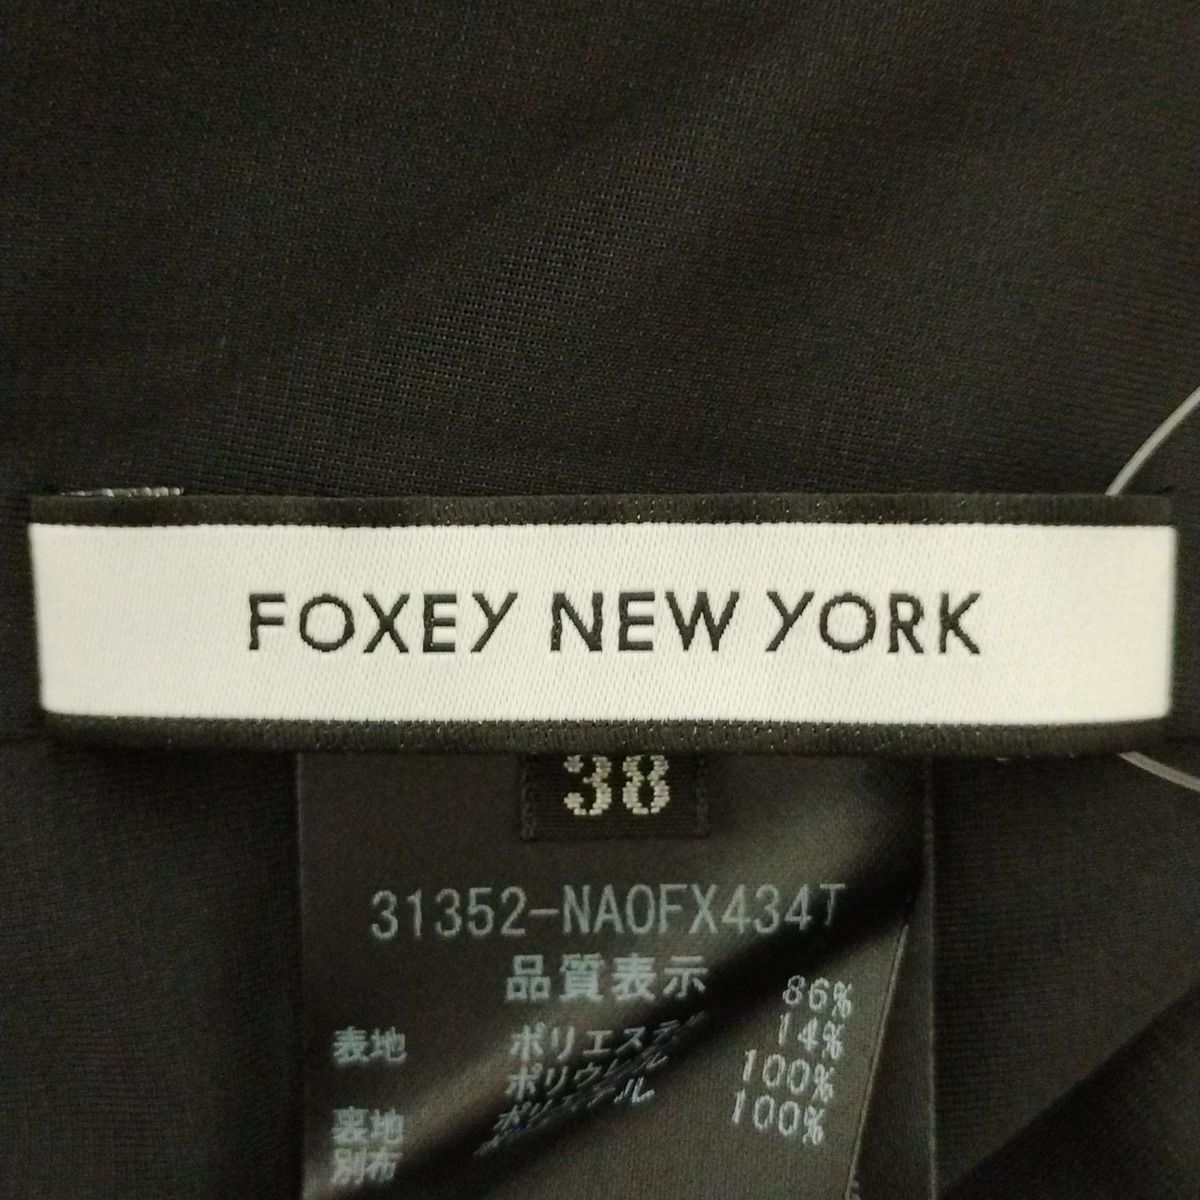 FOXEY NEW YORK
38
31352-NAOFX434T
品質表示
表地 ポリエステル 86%
ポリウレタン 14%
裏地 ポリエステル 100%
別布 100%